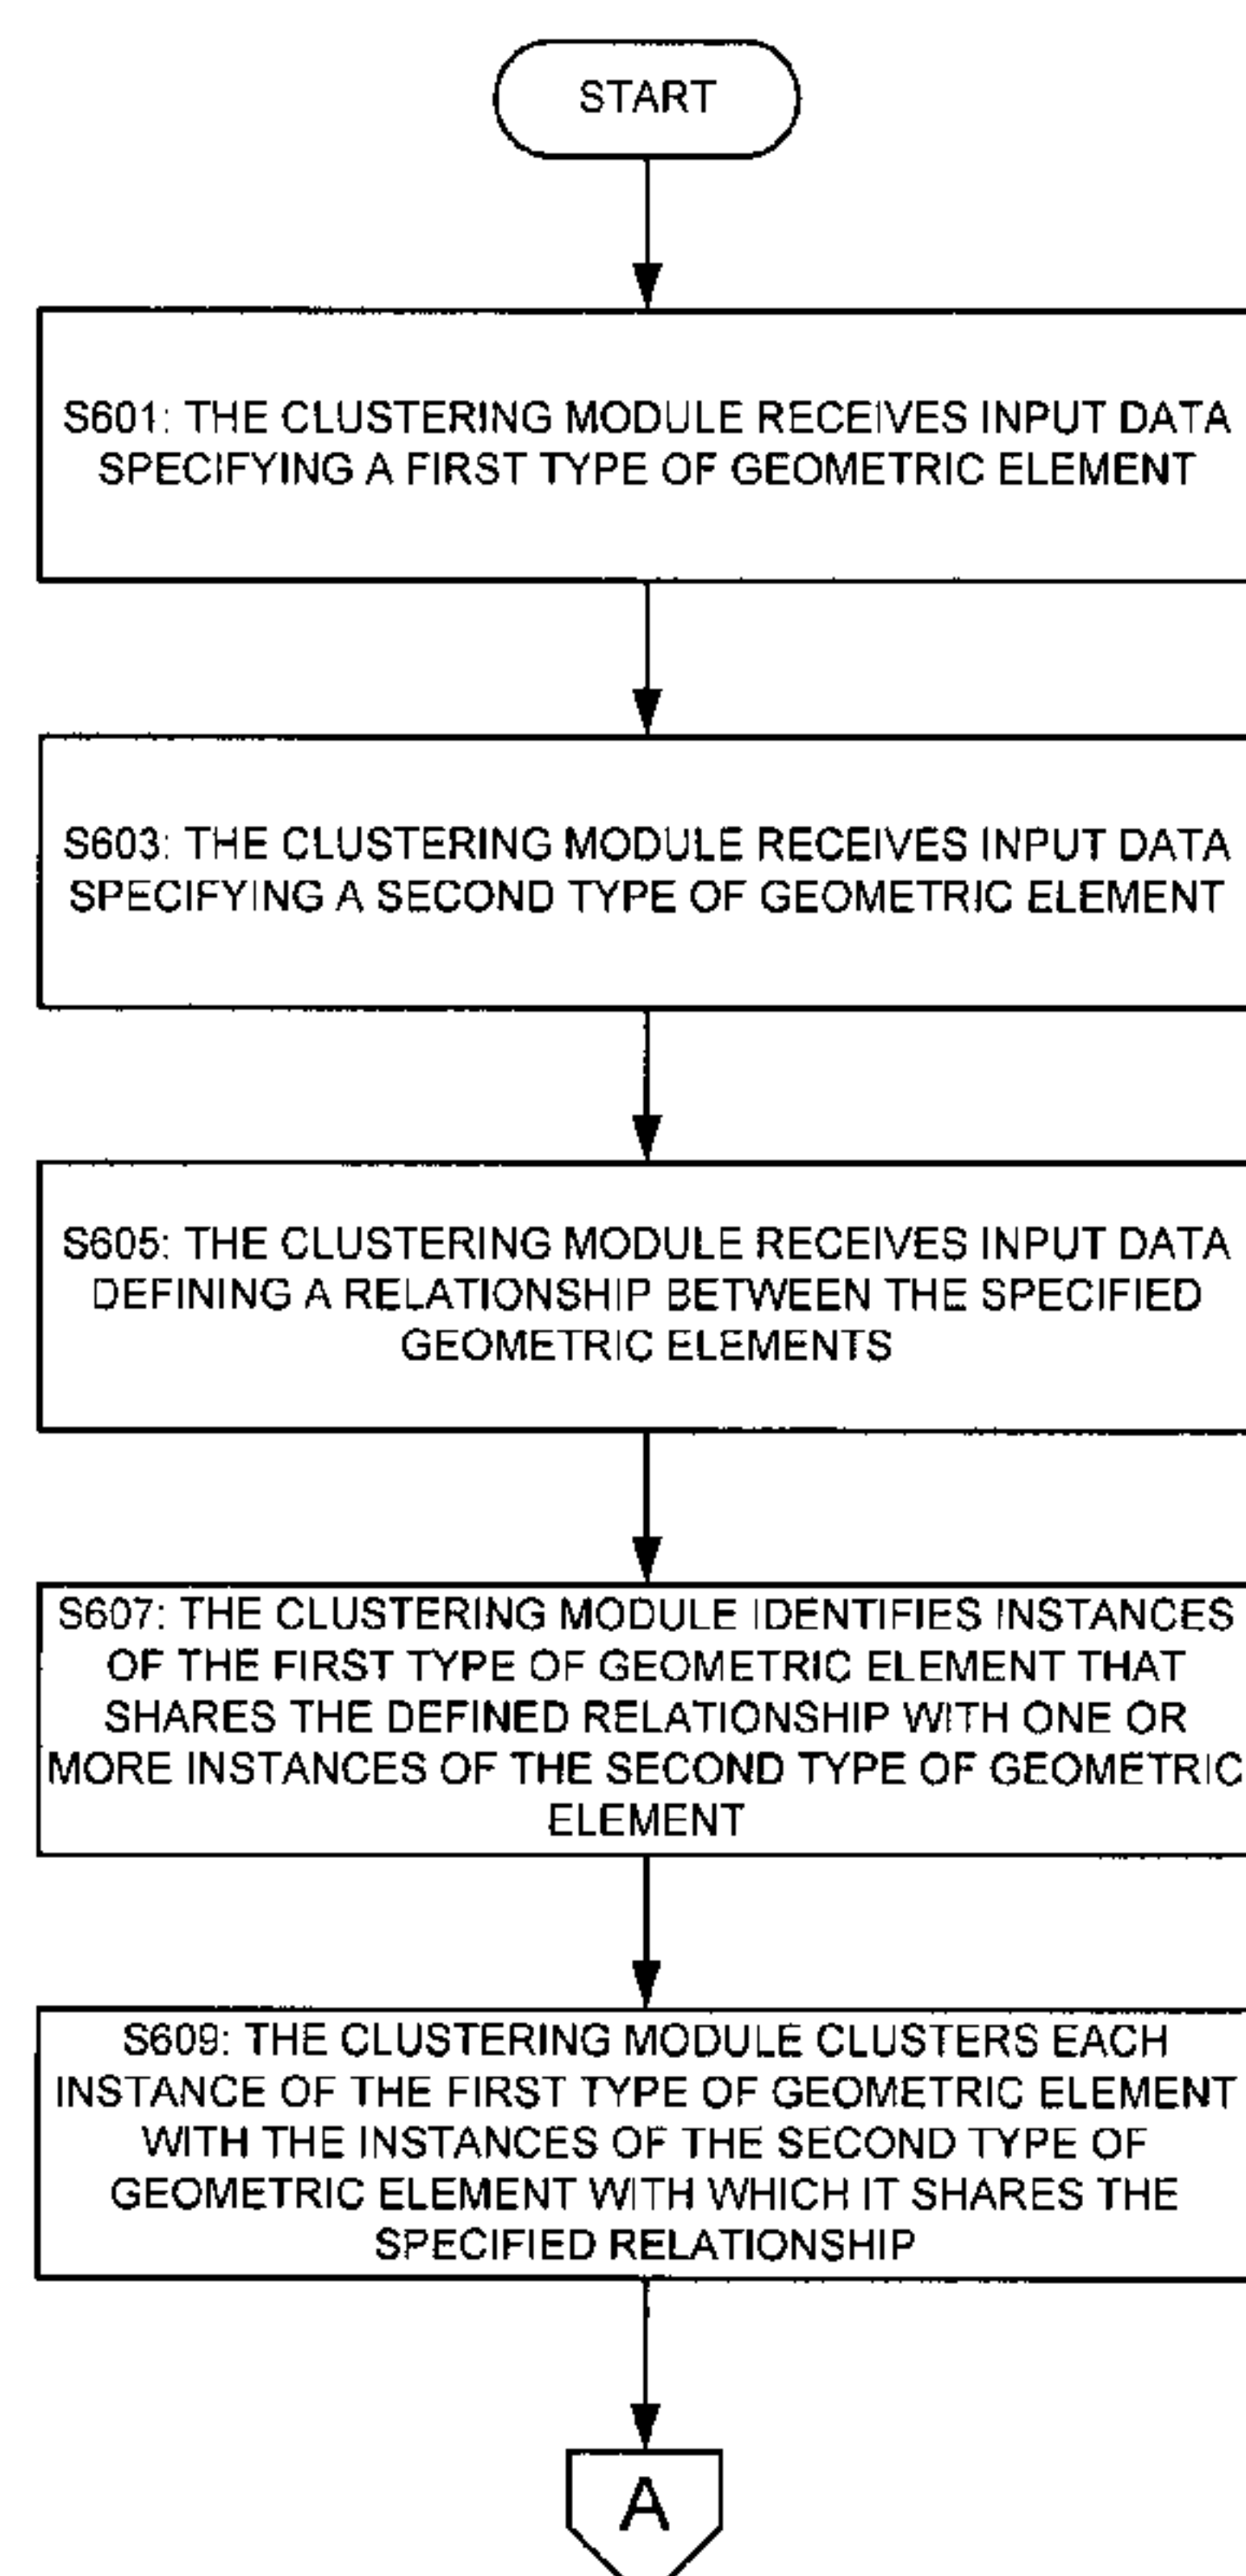 START
S601: THE CLUSTERING MODULE RECEIVES INPUT DATA
SPECIFYING A FIRST TYPE OF GEOMETRIC ELEMENT
S603: THE CLUSTERING MODULE RECEIVES INPUT DATA
SPECIFYING A SECOND TYPE OF GEOMETRIC ELEMENT
S605: THE CLUSTERING MODULE RECEIVES INPUT DATA
DEFINING A RELATIONSHIP BETWEEN THE SPECIFIED
GEOMETRIC ELEMENTS
S607: THE CLUSTERING MODULE IDENTIFIES INSTANCES
OF THE FIRST TYPE OF GEOMETRIC ELEMENT THAT
SHARES THE DEFINED RELATIONSHIP WITH ONE OR
MORE INSTANCES OF THE SECOND TYPE OF GEOMETRIC
ELEMENT
S609: THE CLUSTERING MODULE CLUSTERS EACH
INSTANCE OF THE FIRST TYPE OF GEOMETRIC ELEMENT
WITH THE INSTANCES OF THE SECOND TYPE OF
GEOMETRIC ELEMENT WITH WHICH IT SHARES THE
SPECIFIED RELATIONSHIP
A